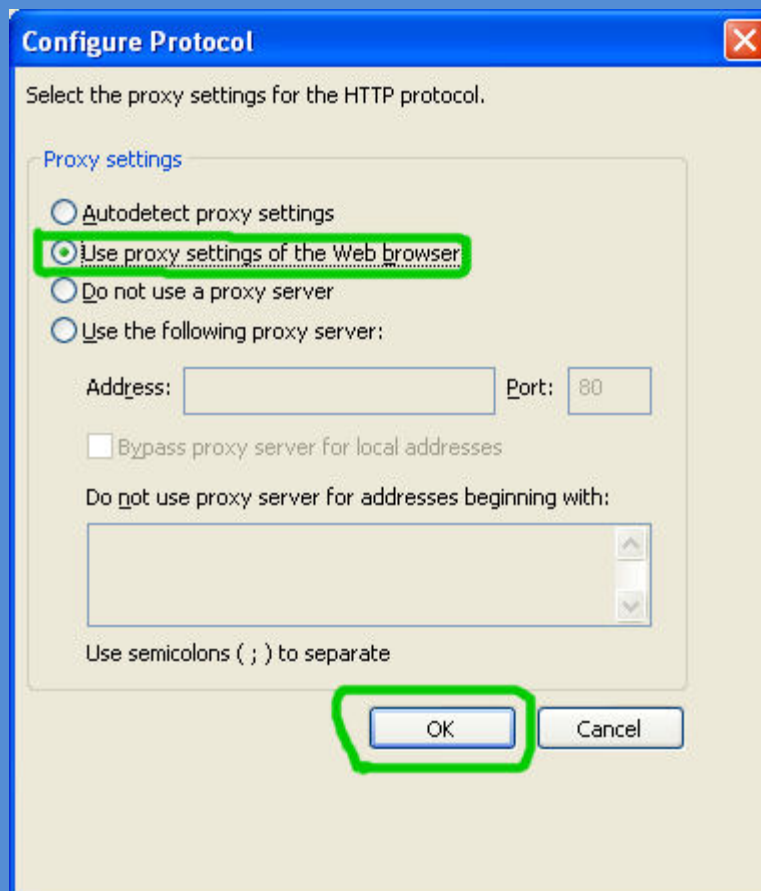 Configure Protocol
Select the proxy settings for the HTTP protocol.
Proxy settings
Autodetect proxy settings
Use proxy settings of the Web browser
Do not use a proxy server
Use the following proxy server:
Address: Port: 80
Bypass proxy server for local addresses
Do not use proxy server for addresses beginning with:
Use semicolons ( ; ) to separate
OK Cancel